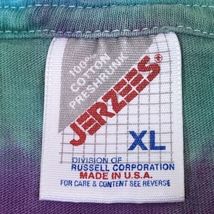 100% COTTON PRESHRUNK
JERZEES®
XL
DIVISION OF
RUSSELL CORPORATION
MADE IN U.S.A.
FOR CARE & CONTENT SEE REVERSE